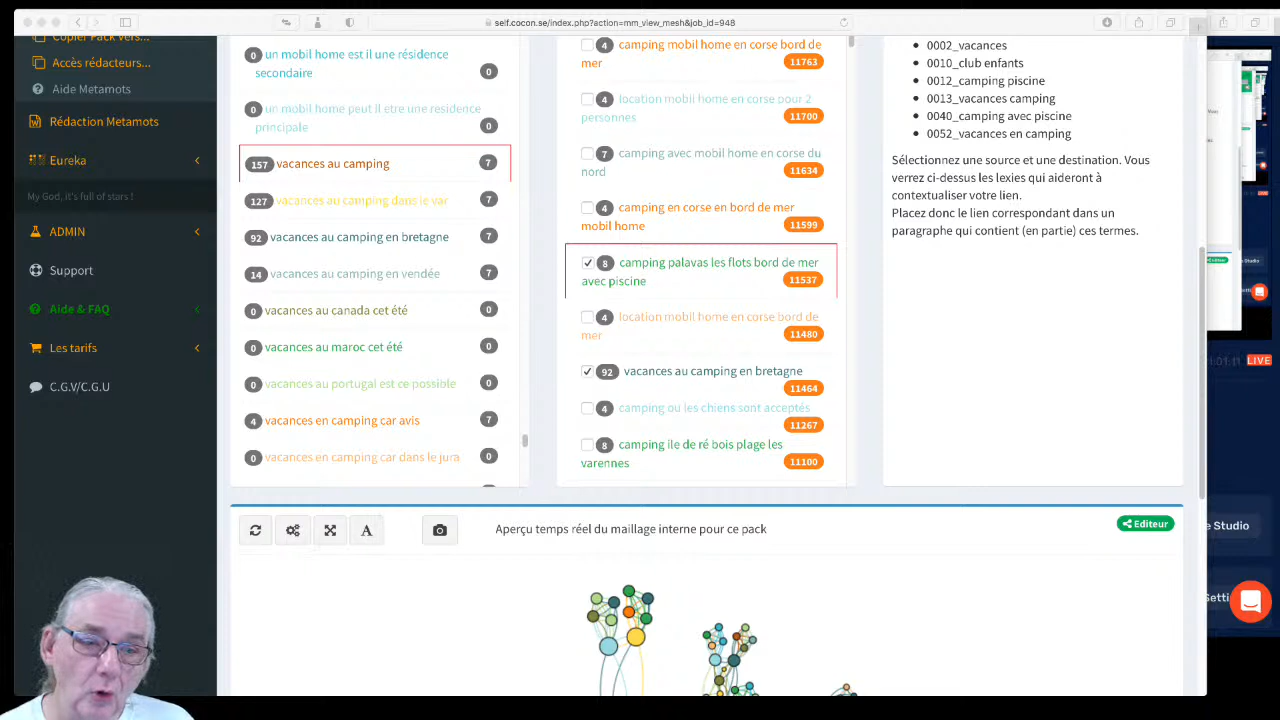 self.cocon.se/index.php?action=mm_view_mesh&job_id=948
Copier Pack vers...
Accès rédacteurs...
Aide Metamots
Rédaction Metamots
Eureka
My God, it's full of stars !
ADMIN
Support
Aide & FAQ
Les tarifs
C.G.V/C.G.U
0 un mobil home est il une résidence
secondaire 0
0 un mobil home peut il etre une residence
principale 0
157 vacances au camping 7
127 vacances au camping dans le var 7
92 vacances au camping en bretagne 7
14 vacances au camping en vendée 7
0 vacances au canada cet été 0
0 vacances au maroc cet été 0
0 vacances au portugal est ce possible 0
4 vacances en camping car avis 7
0 vacances en camping car dans le jura 0
4 camping mobil home en corse bord de
mer 11763
4 location mobil home en corse pour 2
personnes 11700
7 camping avec mobil home en corse du
nord 11634
4 camping en corse en bord de mer
mobil home 11599
8 camping palavas les flots bord de mer
avec piscine 11537
4 location mobil home en corse bord de
mer 11480
92 vacances au camping en bretagne
11464
4 camping ou les chiens sont acceptés
11267
8 camping ile de ré bois plage les
varennes 11100
0002_vacances
0010_club enfants
0012_camping piscine
0013_vacances camping
0040_camping avec piscine
0052_vacances en camping
Sélectionnez une source et une destination. Vous
verrez ci-dessus les lexies qui aideront à
contextualiser votre lien.
Placez donc le lien correspondant dans un
paragraphe qui contient (en partie) ces termes.
A
Aperçu temps réel du maillage interne pour ce pack
Editeur
01:11 LIVE
e Studio
Setti